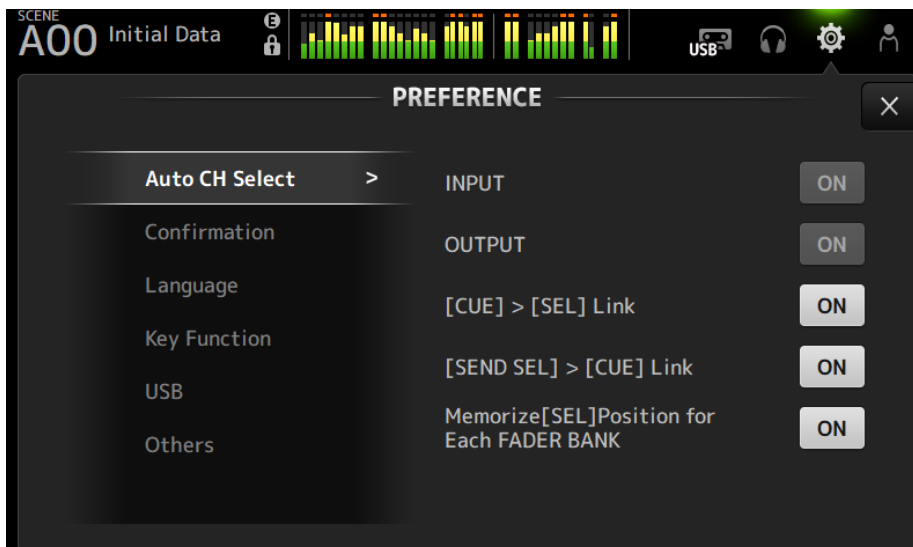 SCENE
A00 Initial Data
E
USB
PREFERENCE
Auto CH Select >
INPUT ON
Confirmation
OUTPUT ON
Language
[CUE] > [SEL] Link ON
Key Function
[SEND SEL] > [CUE] Link ON
USB
Memorize[SEL]Position for
Each FADER BANK ON
Others